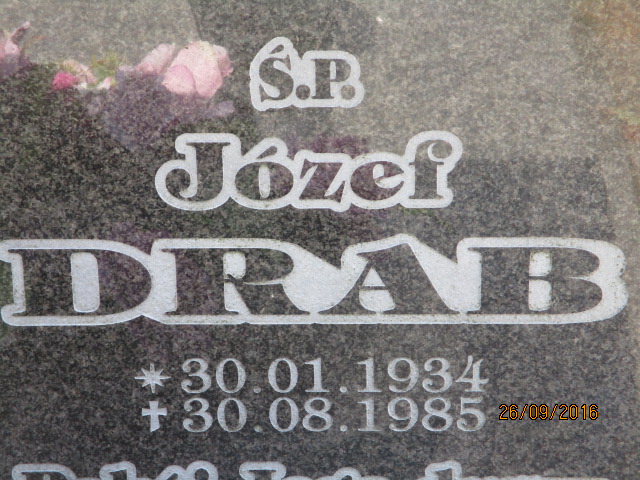 Ś.P.
Józef
DRAB
* 30.01.1934
✝ 30.08.1985
26/09/2016